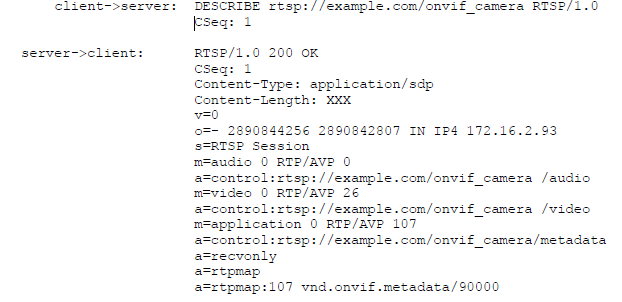 client->server: DESCRIBE rtsp://example.com/onvif_camera RTSP/1.0
CSeq: 1
server->client: RTSP/1.0 200 OK
CSeq: 1
Content-Type: application/sdp
Content-Length: XXX
v=0
o=- 2890844256 2890842807 IN IP4 172.16.2.93
s=RTSP Session
m=audio 0 RTP/AVP 0
a=control:rtsp://example.com/onvif_camera /audio
m=video 0 RTP/AVP 26
a=control:rtsp://example.com/onvif_camera /video
m=application 0 RTP/AVP 107
a=control:rtsp://example.com/onvif_camera/metadata
a=recvonly
a=rtpmap
a=rtpmap:107 vnd.onvif.metadata/90000